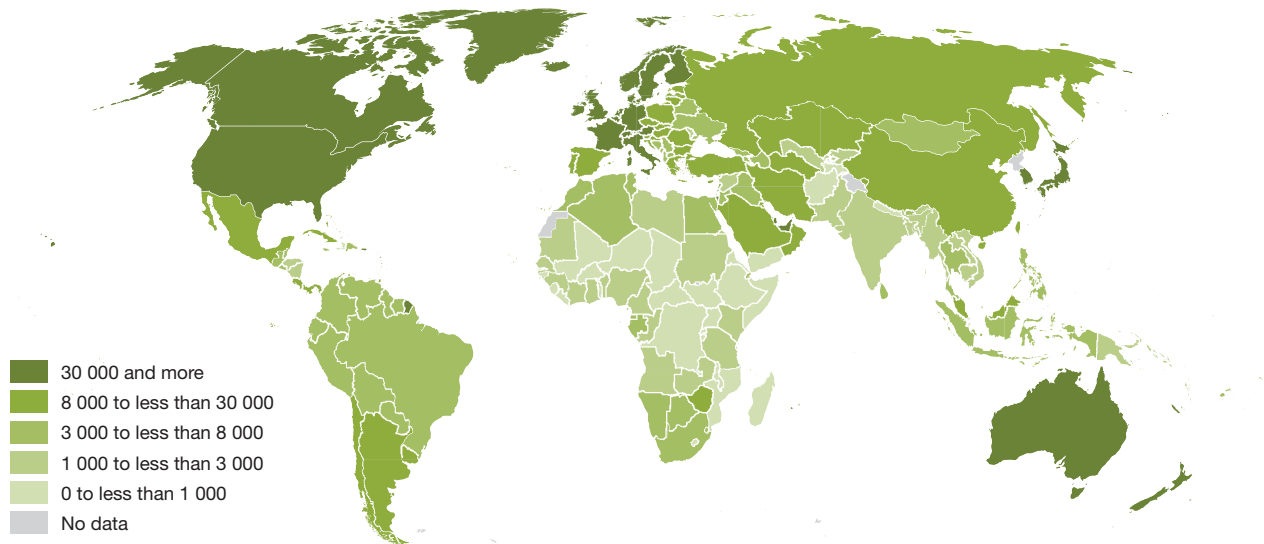 30 000 and more
8 000 to less than 30 000
3 000 to less than 8 000
1 000 to less than 3 000
0 to less than 1 000
No data